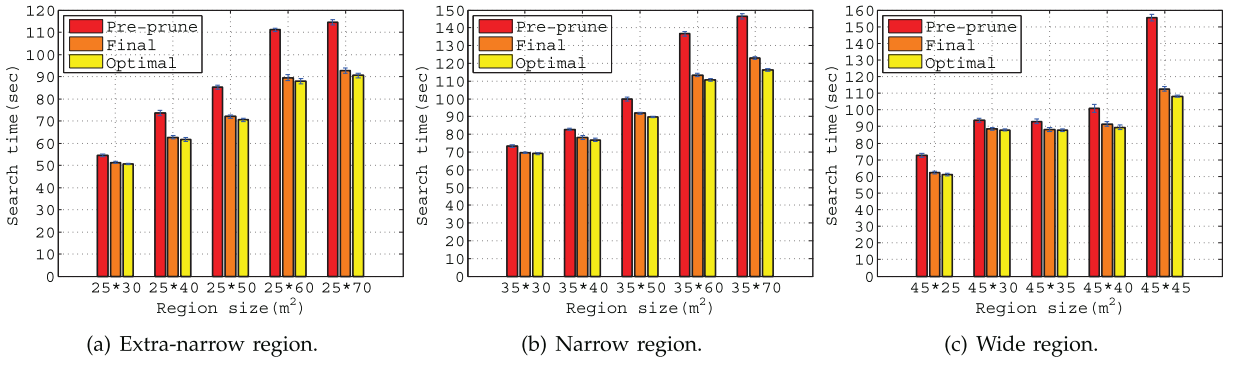 120
110
100
90
80
70
60
50
40
30
20
10
0
Search time(sec)
Pre-prune
Final
Optimal
25*30 25*40 25*50 25*60 25*70
Region size(m²)
(a) Extra-narrow region.
150
140
130
120
110
100
90
80
70
60
50
40
30
20
10
0
Search time(sec)
Pre-prune
Final
Optimal
35*30 35*40 35*50 35*60 35*70
Region size(m²)
(b) Narrow region.
160
150
140
130
120
110
100
90
80
70
60
50
40
30
20
10
0
Search time(sec)
Pre-prune
Final
Optimal
45*25 45*30 45*35 45*40 45*45
Region size(m²)
(c) Wide region.